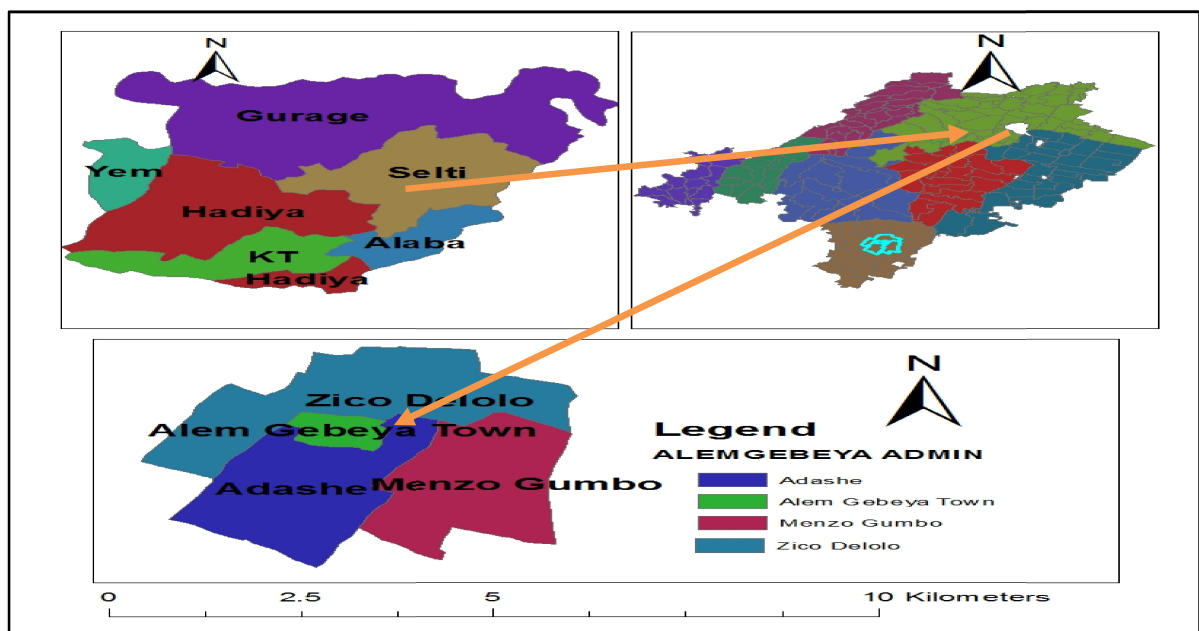 N
Gurage
Yem
Selti
Hadiya
Alaba
KT
Hadiya
N
N
Zico Delolo
Alem Gebeya Town
Adashe
Menzo Gumbo
Legend
ALEMGEBEYA ADMIN
Adashe
Alem Gebeya Town
Menzo Gumbo
Zico Delolo
0 2.5 5 10 Kilometers